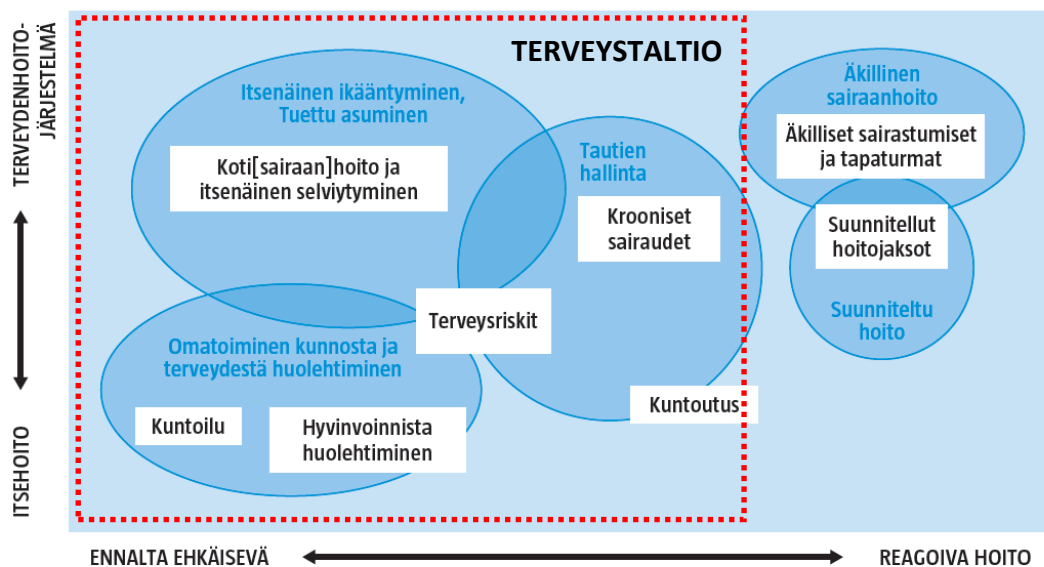 TERVEYDENHOITO-
JÄRJESTELMÄ
ITSEHOITO
TERVEYSTALTIO
Itsenäinen ikääntyminen,
Tuettu asuminen
Koti[sairaan]hoito ja
itsenäinen selviytyminen
Tautien
hallinta
Krooniset
sairaudet
Äkillinen
sairaanhoito
Äkilliset sairastumiset
ja tapaturmat
Suunnitellut
hoitojaksot
Suunniteltu
hoito
Terveysriskit
Omatoiminen kunnosta ja
terveydestä huolehtiminen
Kuntoilu
Hyvinvoinnista
huolehtiminen
Kuntoutus
ENNALTA EHKÄISEVÄ
REAGOIVA HOITO